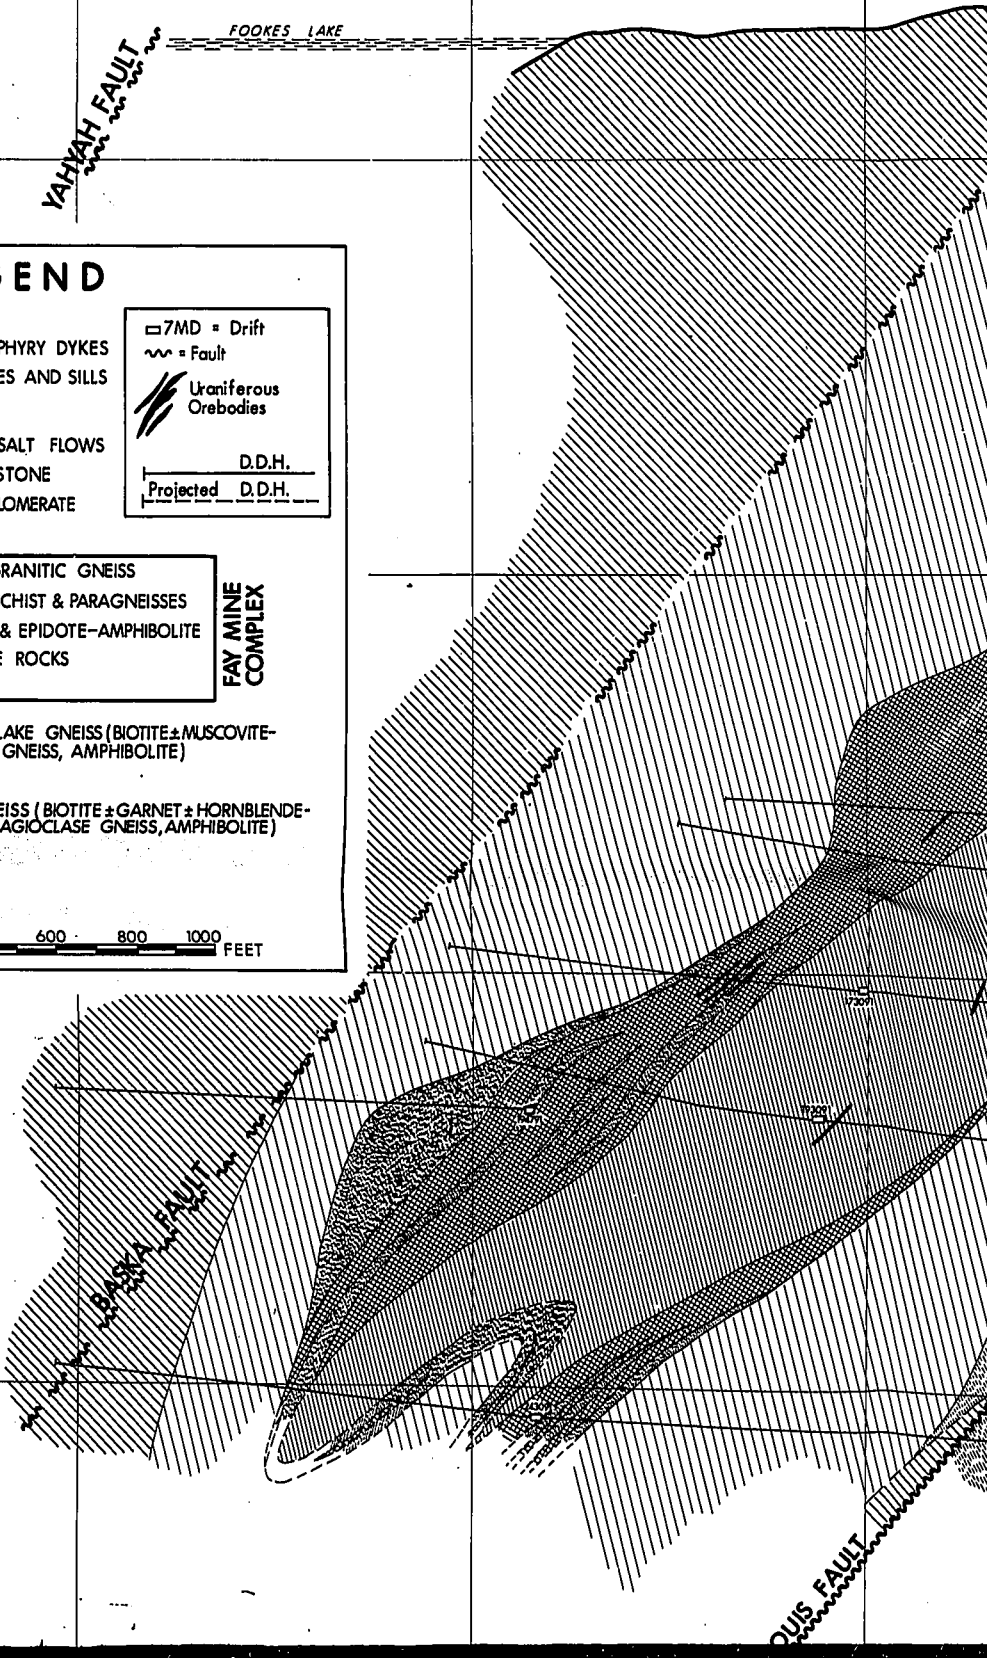 FOOKES LAKE
YAHYAH FAULT
GEND
PHYRY DYKES
ES AND SILLS
SALT FLOWS
STONE
LOMERATE
7MD = Drift
= Fault
Uraniferous
Orebodies
D.D.H.
Projected D.D.H.
RANITIC GNEISS
CHIST & PARAGNEISSES
& EPIDOTE-AMPHIBOLITE
E ROCKS
FAY MINE
COMPLEX
LAKE GNEISS (BIOTITE±MUSCOVITE-
GNEISS, AMPHIBOLITE)
EISS (BIOTITE±GARNET±HORNBLENDE-
AGIOCLASE GNEISS, AMPHIBOLITE)
600 800 1000 FEET
BASKA FAULT
OUIS FAULT